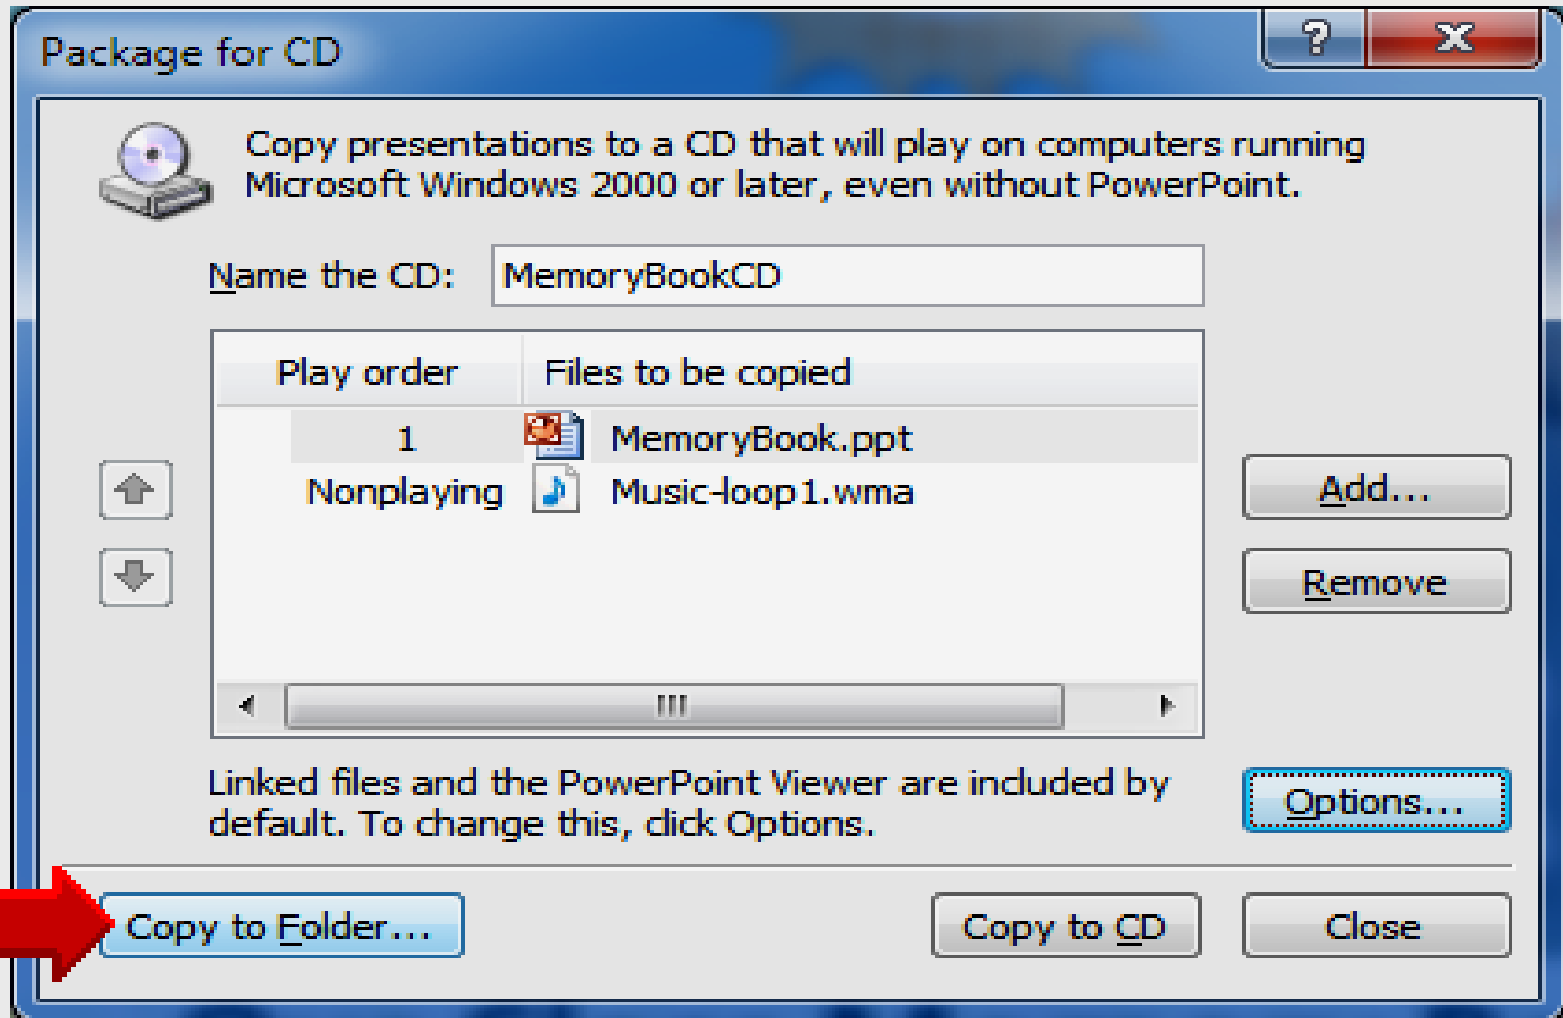 Package for CD
Copy presentations to a CD that will play on computers running
Microsoft Windows 2000 or later, even without PowerPoint.
Name the CD: MemoryBookCD
Play order Files to be copied
1 MemoryBook.ppt
Nonplaying Music-loop1.wma
Add...
Remove
Linked files and the PowerPoint Viewer are included by
default. To change this, click Options.
Options...
Copy to Folder... Copy to CD Close